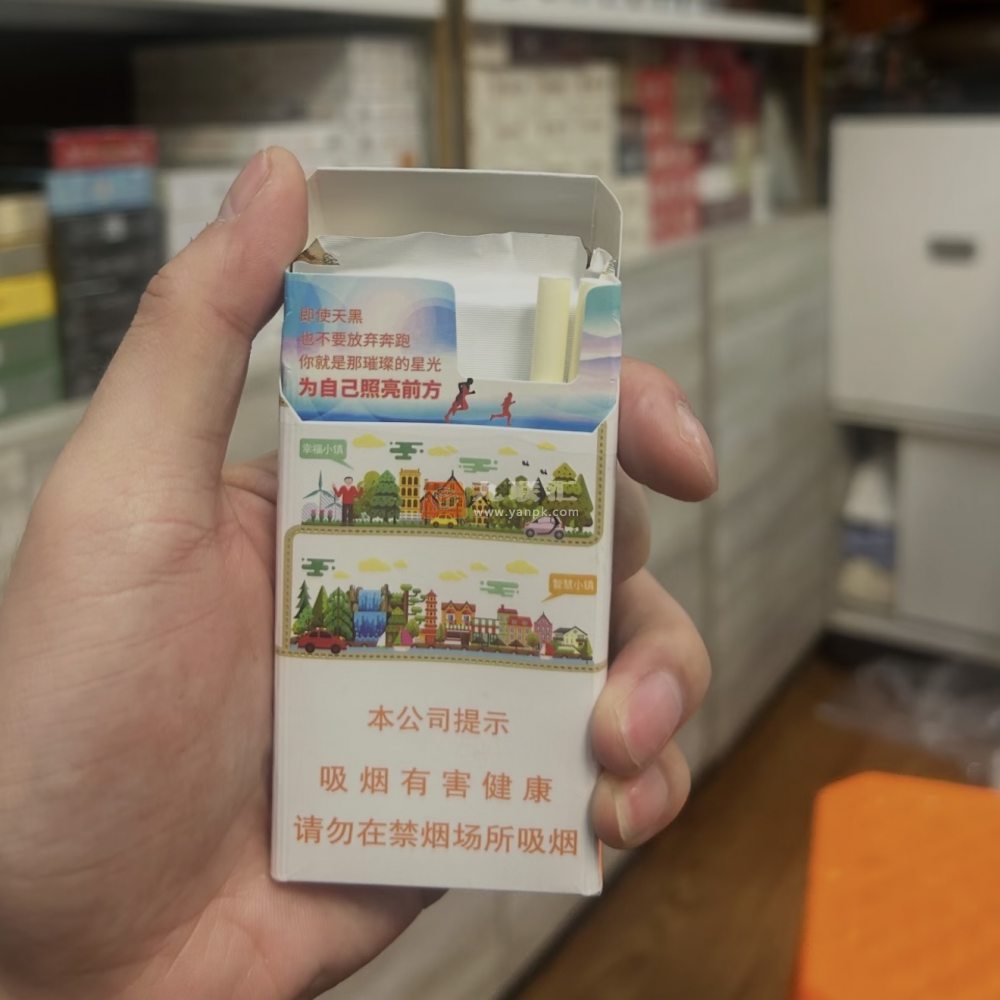 即使天黑
也不要放弃奔跑
你就是那璀璨的星光
为自己照亮前方
幸福小镇
www.yanpk.com
智慧小镇
本公司提示
吸烟有害健康
请勿在禁烟场所吸烟